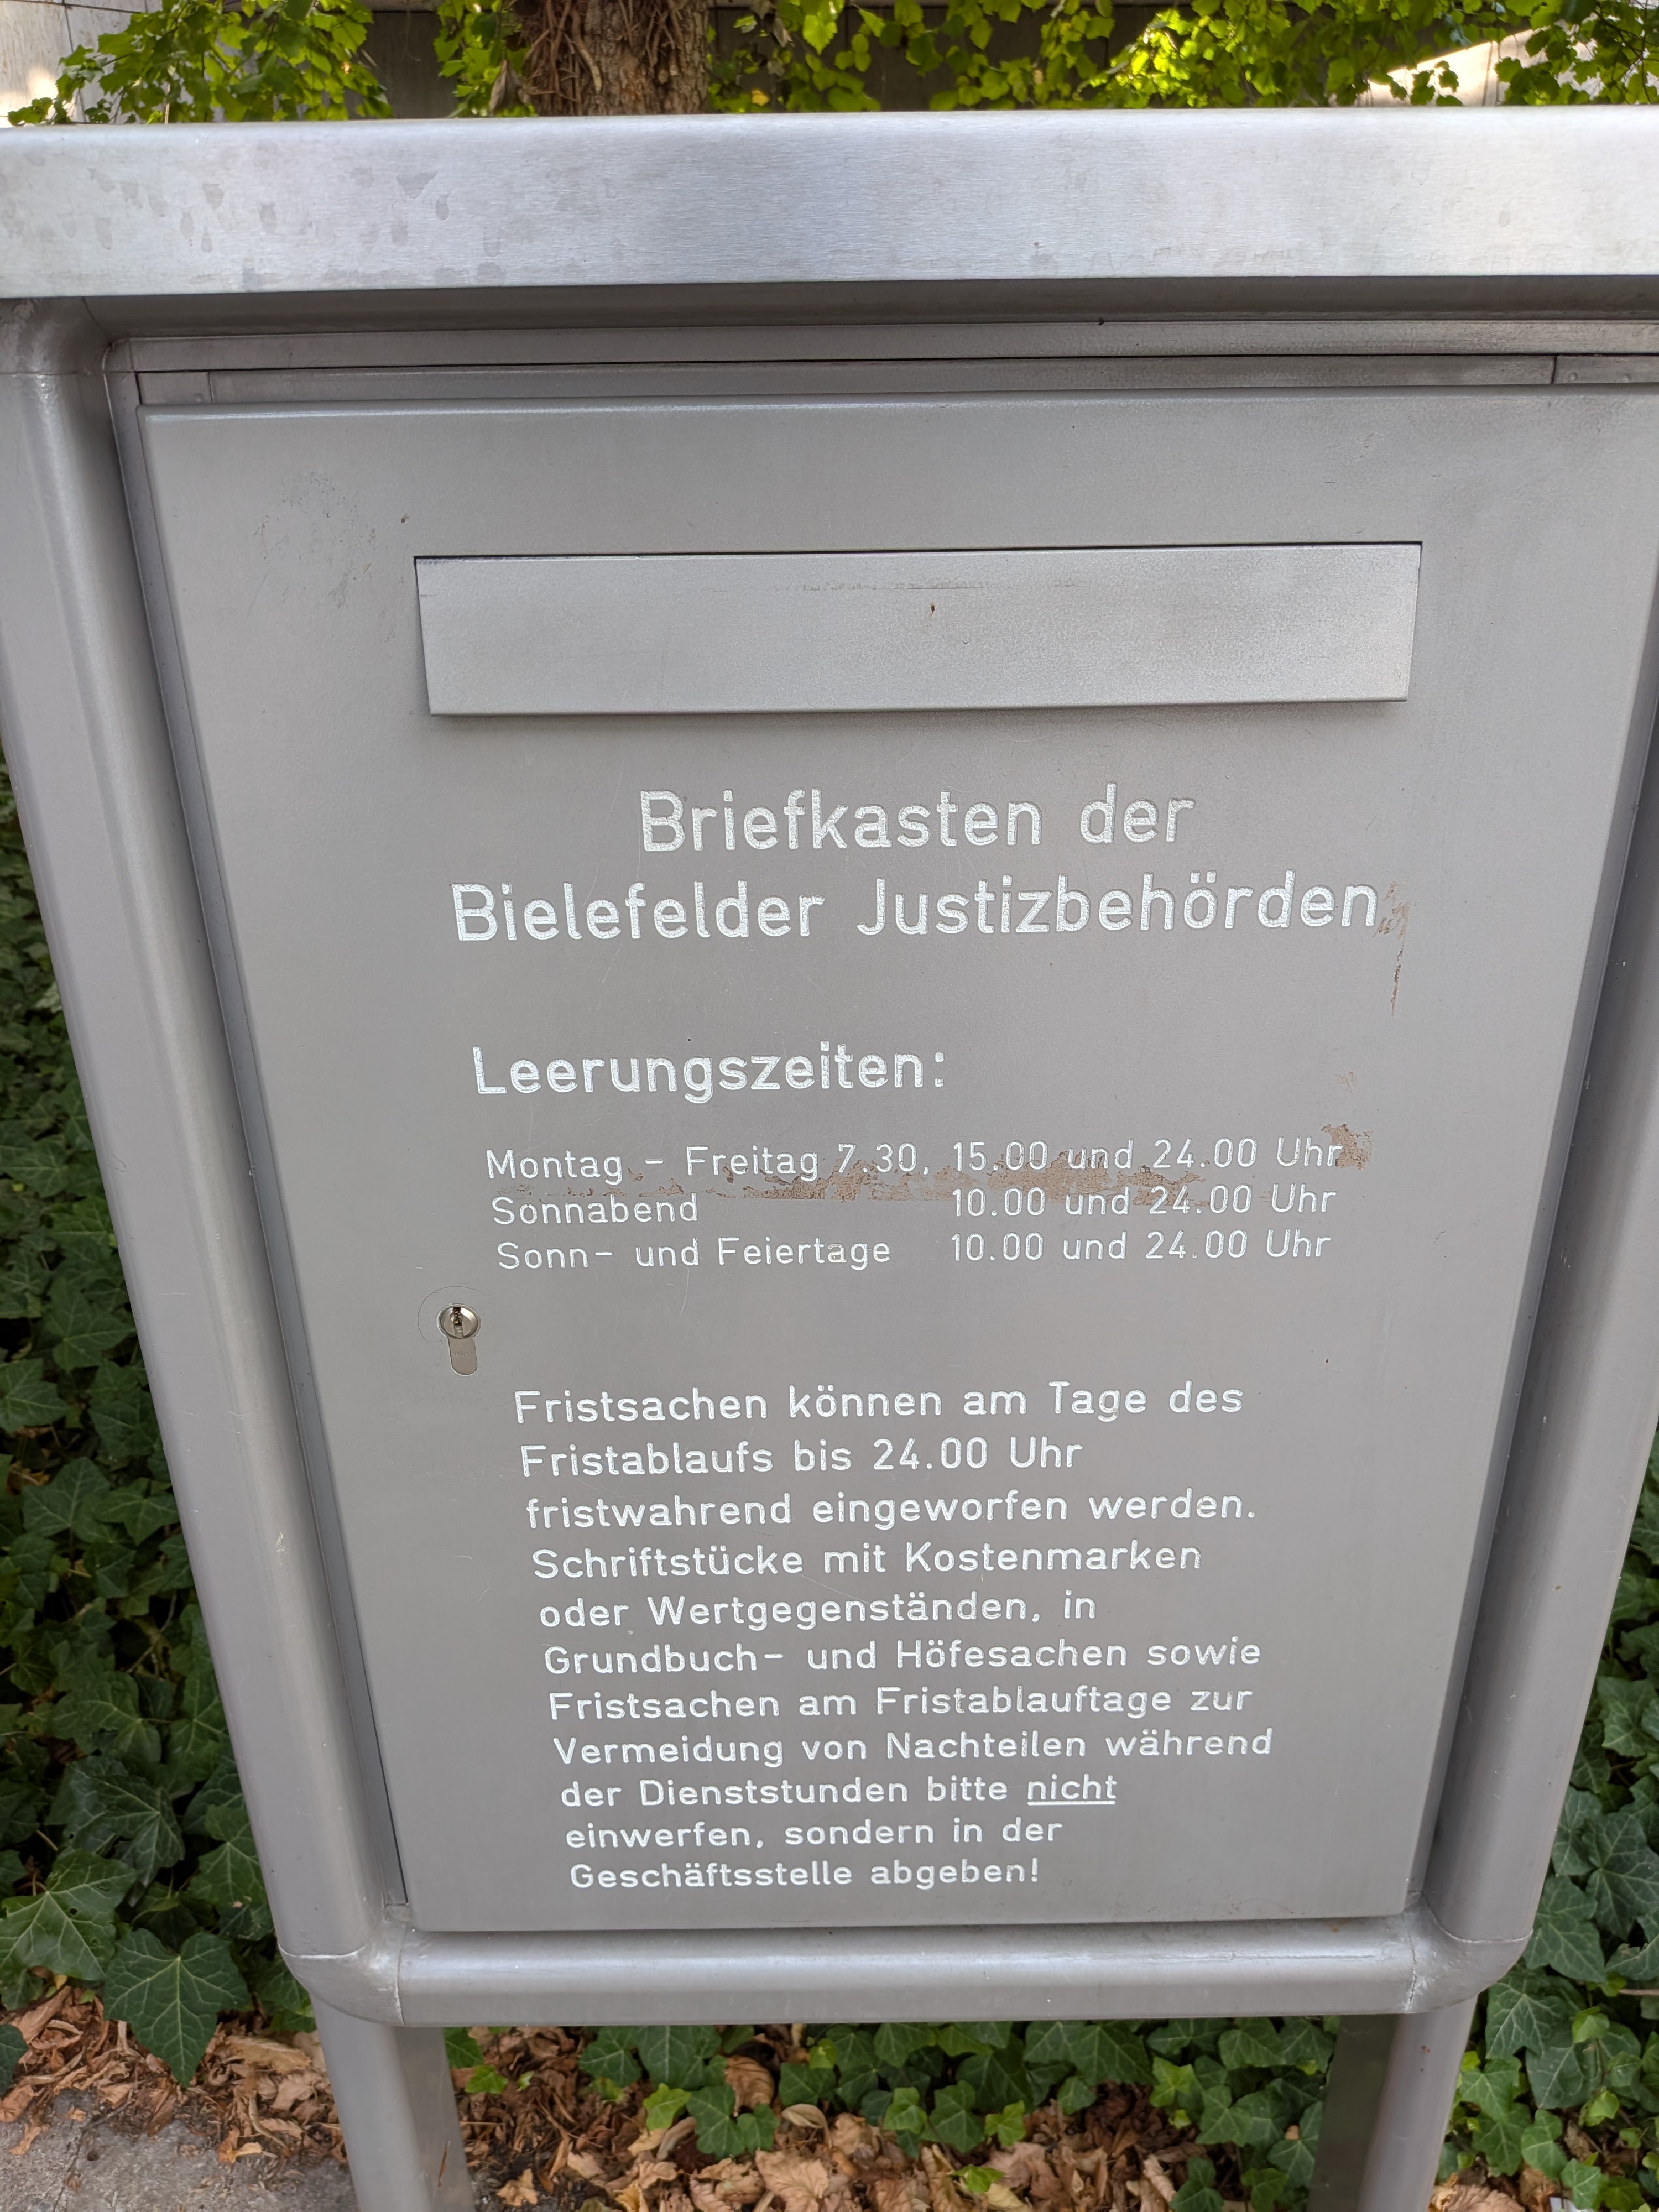 Briefkasten der
Bielefelder Justizbehörden
Leerungszeiten:
Montag - Freitag 7.30, 15.00 und 24.00 Uhr
Sonnabend 10.00 und 24.00 Uhr
Sonn- und Feiertage 10.00 und 24.00 Uhr
Fristsachen können am Tage des
Fristablaufs bis 24.00 Uhr
fristwahrend eingeworfen werden.
Schriftstücke mit Kostenmarken
oder Wertgegenständen, in
Grundbuch- und Höfesachen sowie
Fristsachen am Fristablauftage zur
Vermeidung von Nachteilen während
der Dienststunden bitte nicht
einwerfen, sondern in der
Geschäftsstelle abgeben!